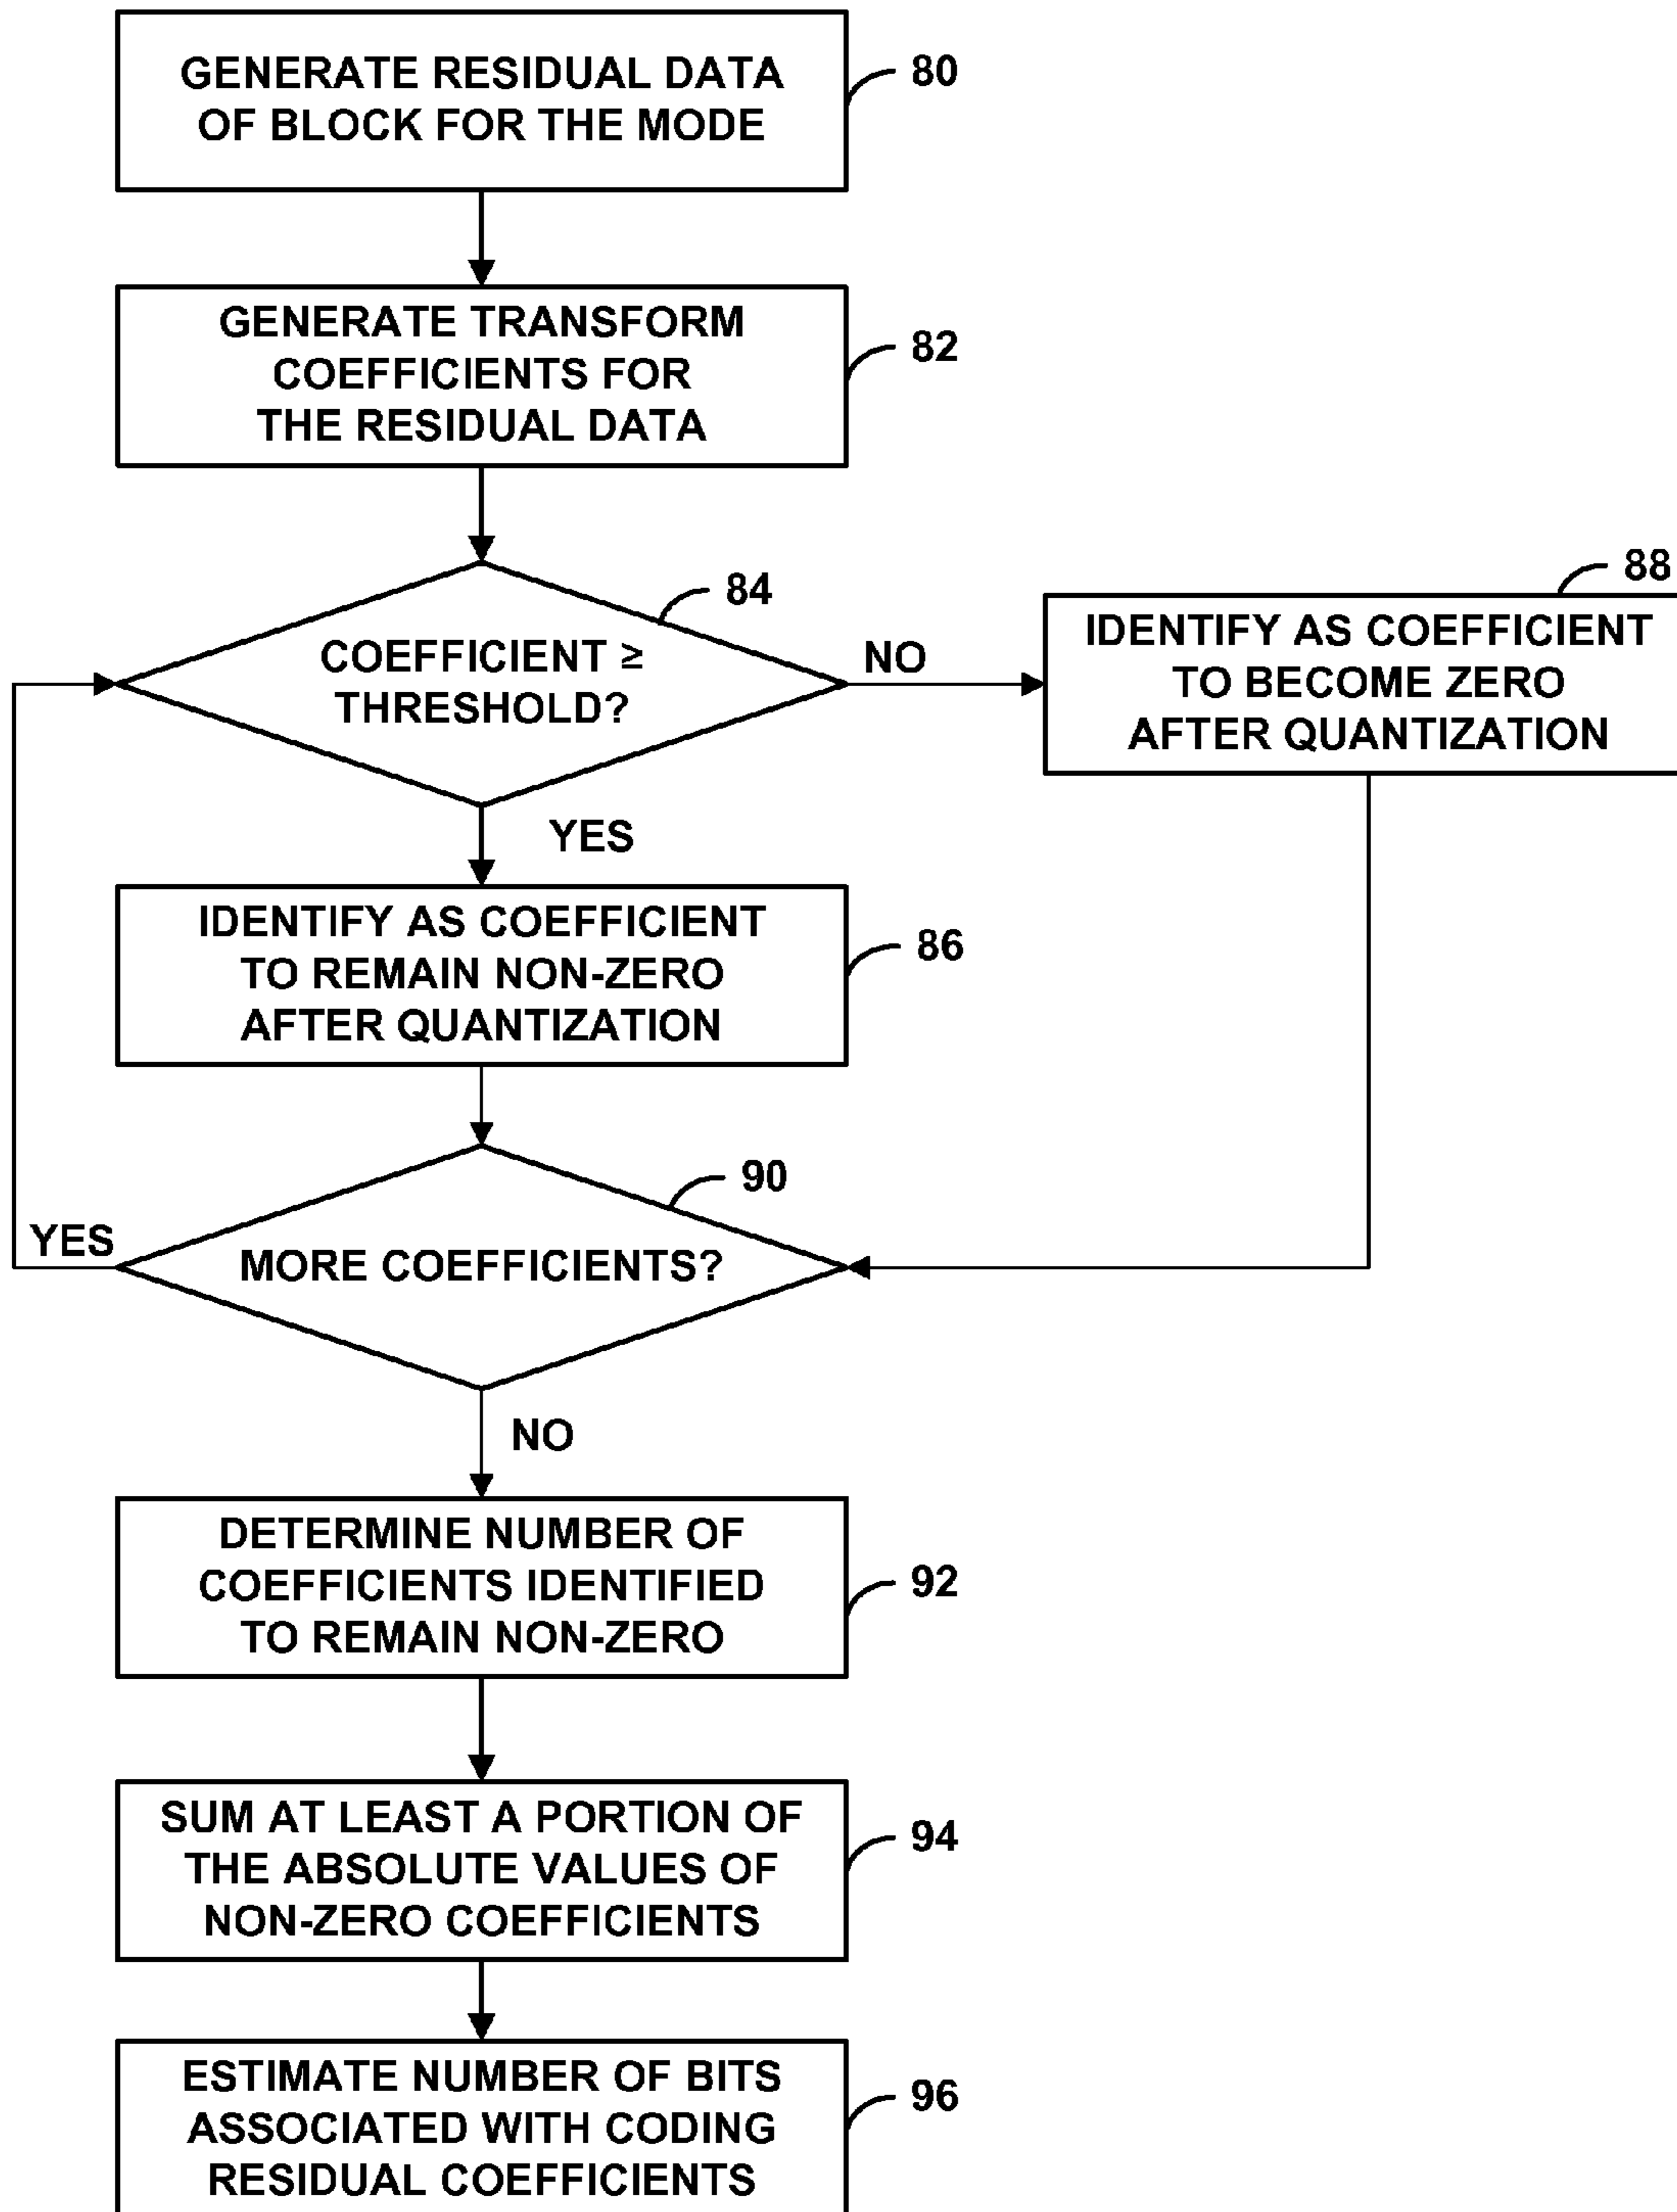 GENERATE RESIDUAL DATA
OF BLOCK FOR THE MODE
80
GENERATE TRANSFORM
COEFFICIENTS FOR
THE RESIDUAL DATA
82
84
COEFFICIENT ≥
THRESHOLD?
NO
88
IDENTIFY AS COEFFICIENT
TO BECOME ZERO
AFTER QUANTIZATION
YES
IDENTIFY AS COEFFICIENT
TO REMAIN NON-ZERO
AFTER QUANTIZATION
86
90
YES
MORE COEFFICIENTS?
NO
DETERMINE NUMBER OF
COEFFICIENTS IDENTIFIED
TO REMAIN NON-ZERO
92
SUM AT LEAST A PORTION OF
THE ABSOLUTE VALUES OF
NON-ZERO COEFFICIENTS
94
ESTIMATE NUMBER OF BITS
ASSOCIATED WITH CODING
RESIDUAL COEFFICIENTS
96